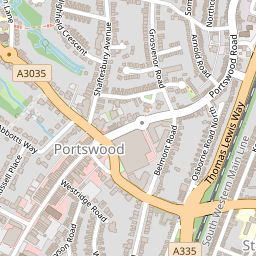 Highfield
Crescent
Shaftesbury Avenue
Grosvenor Road
Arnold Road
Portswood Road
A3035
Thomas Lewis Way
Osborne Road North
South Western Main Line
Belmont Road
Portswood
Abbotts Way
Russell Place
Westridge Road
A335
St